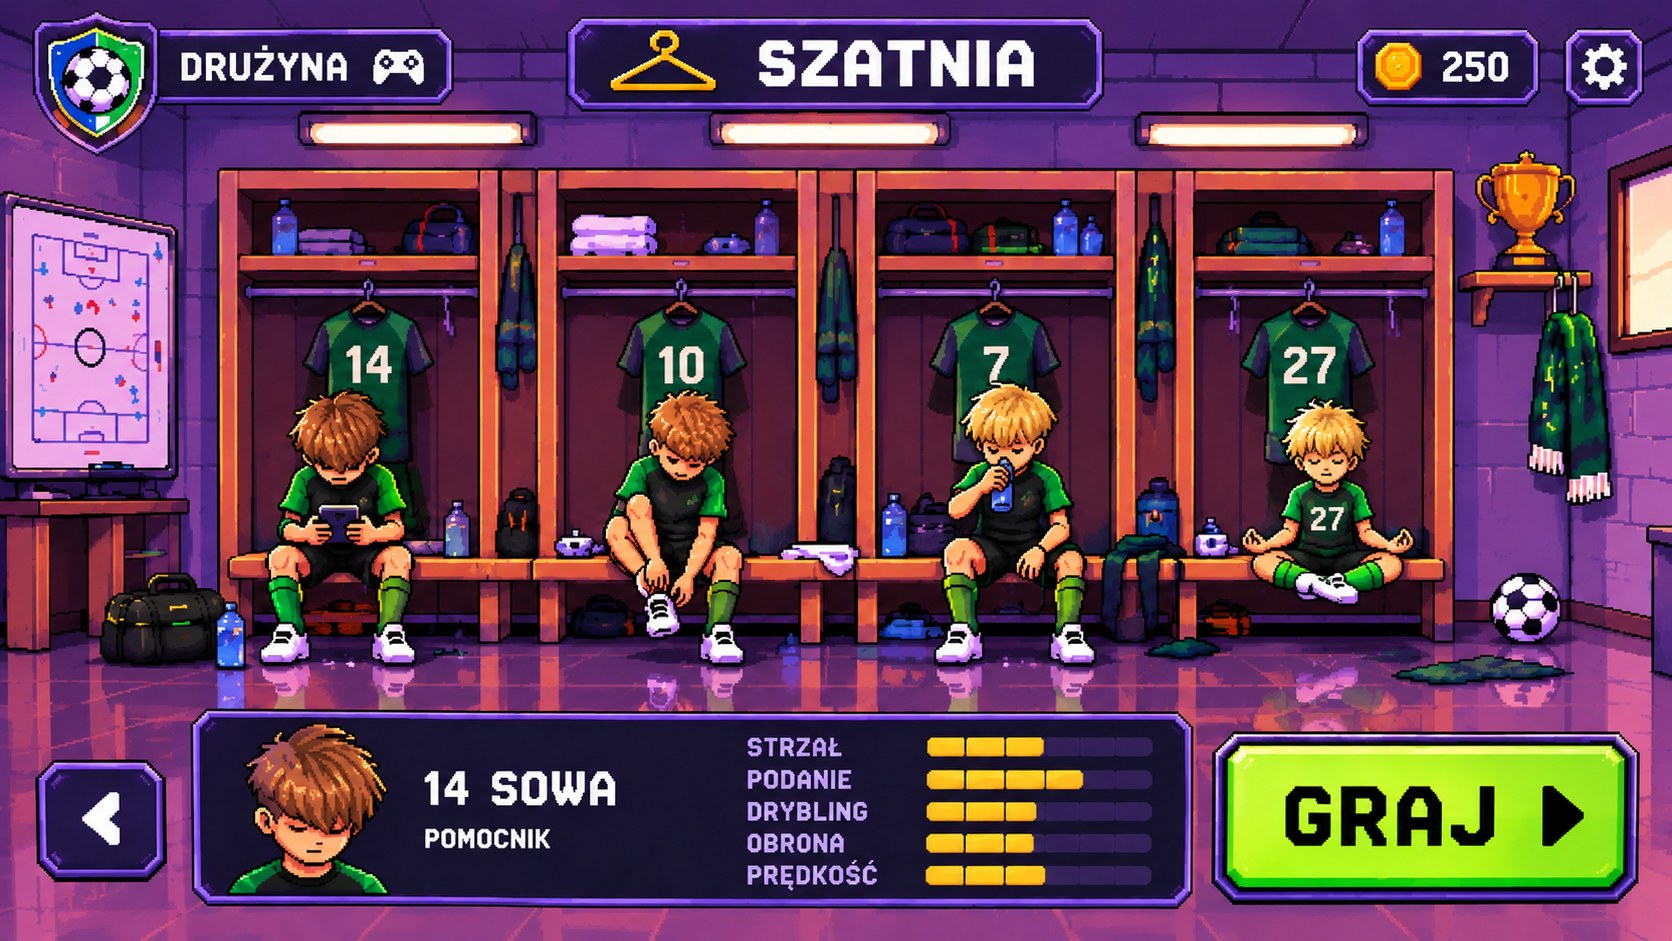 DRUŻYNA
SZATNIA
250
14
10
7
27
27
14 SOWA
POMOCNIK
STRZAŁ
PODANIE
DRYBLING
OBRONA
PRĘDKOŚĆ
GRAJ